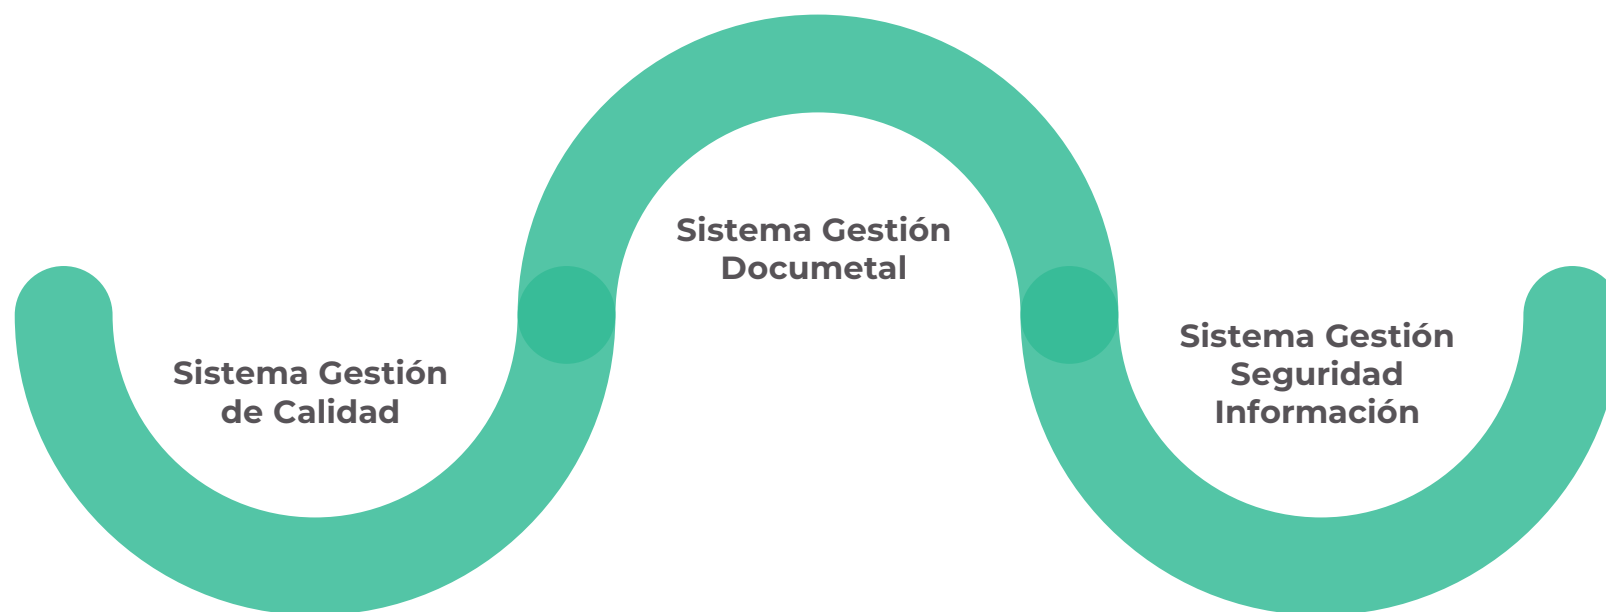 Sistema Gestión
de Calidad
Sistema Gestión
Documetal
Sistema Gestión
Seguridad
Información